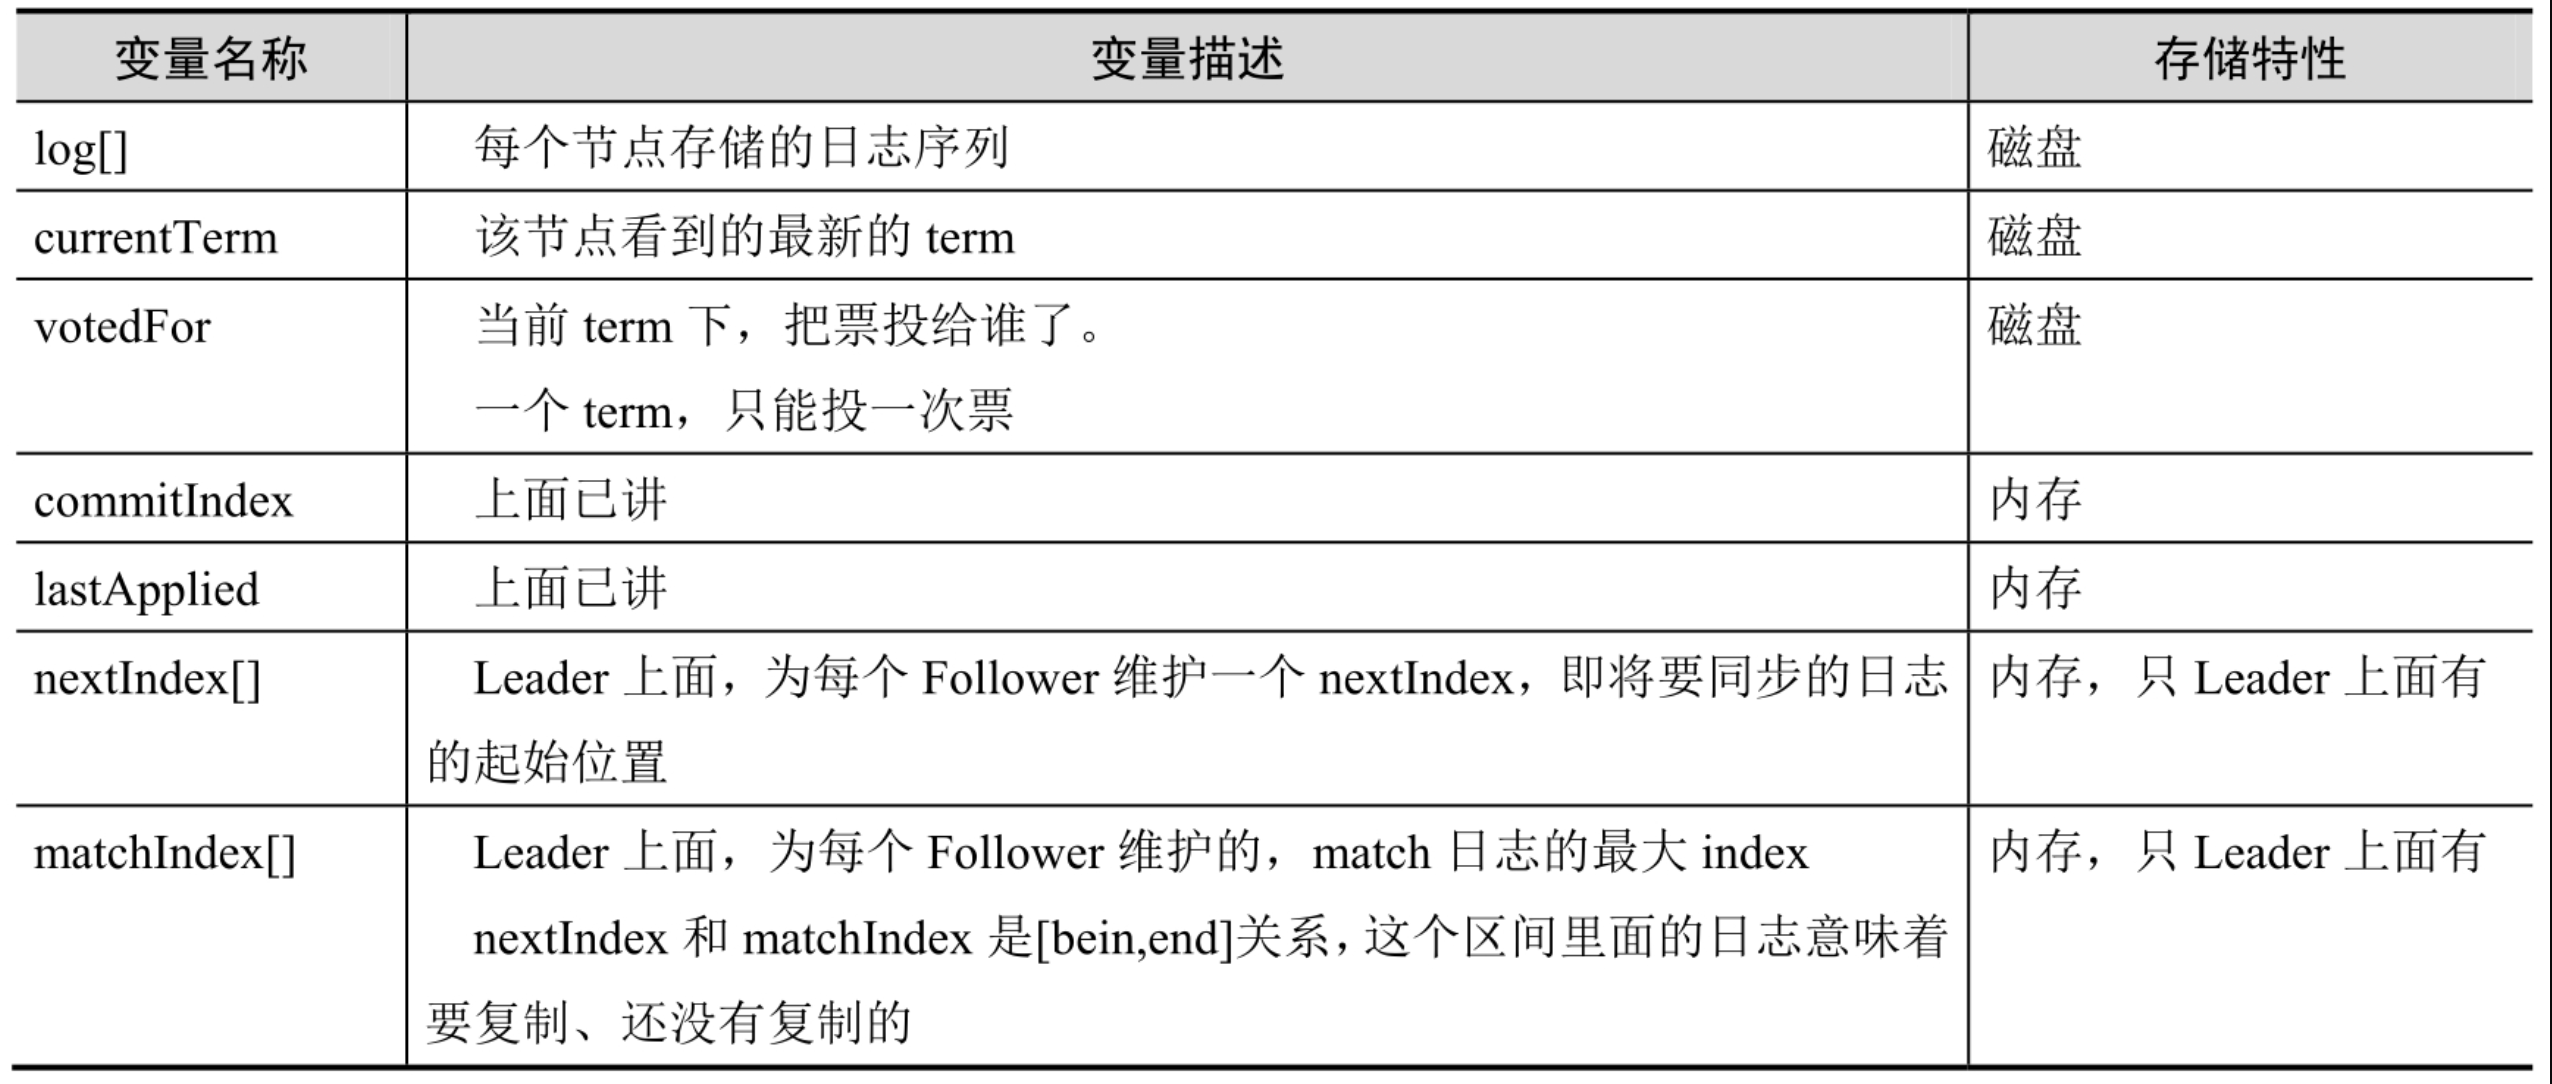 变量名称 变量描述 存储特性
log[] 每个节点存储的日志序列 磁盘
currentTerm 该节点看到的最新的 term 磁盘
votedFor 当前 term 下，把票投给谁了。 磁盘
一个 term，只能投一次票
commitIndex 上面已讲 内存
lastApplied 上面已讲 内存
nextIndex[] Leader 上面，为每个 Follower 维护一个 nextIndex，即将要同步的日志 内存，只 Leader 上面有
的起始位置
matchIndex[] Leader 上面，为每个 Follower 维护的，match 日志的最大 index 内存，只 Leader 上面有
nextIndex 和 matchIndex 是[bein,end]关系，这个区间里面的日志意味着
要复制、还没有复制的